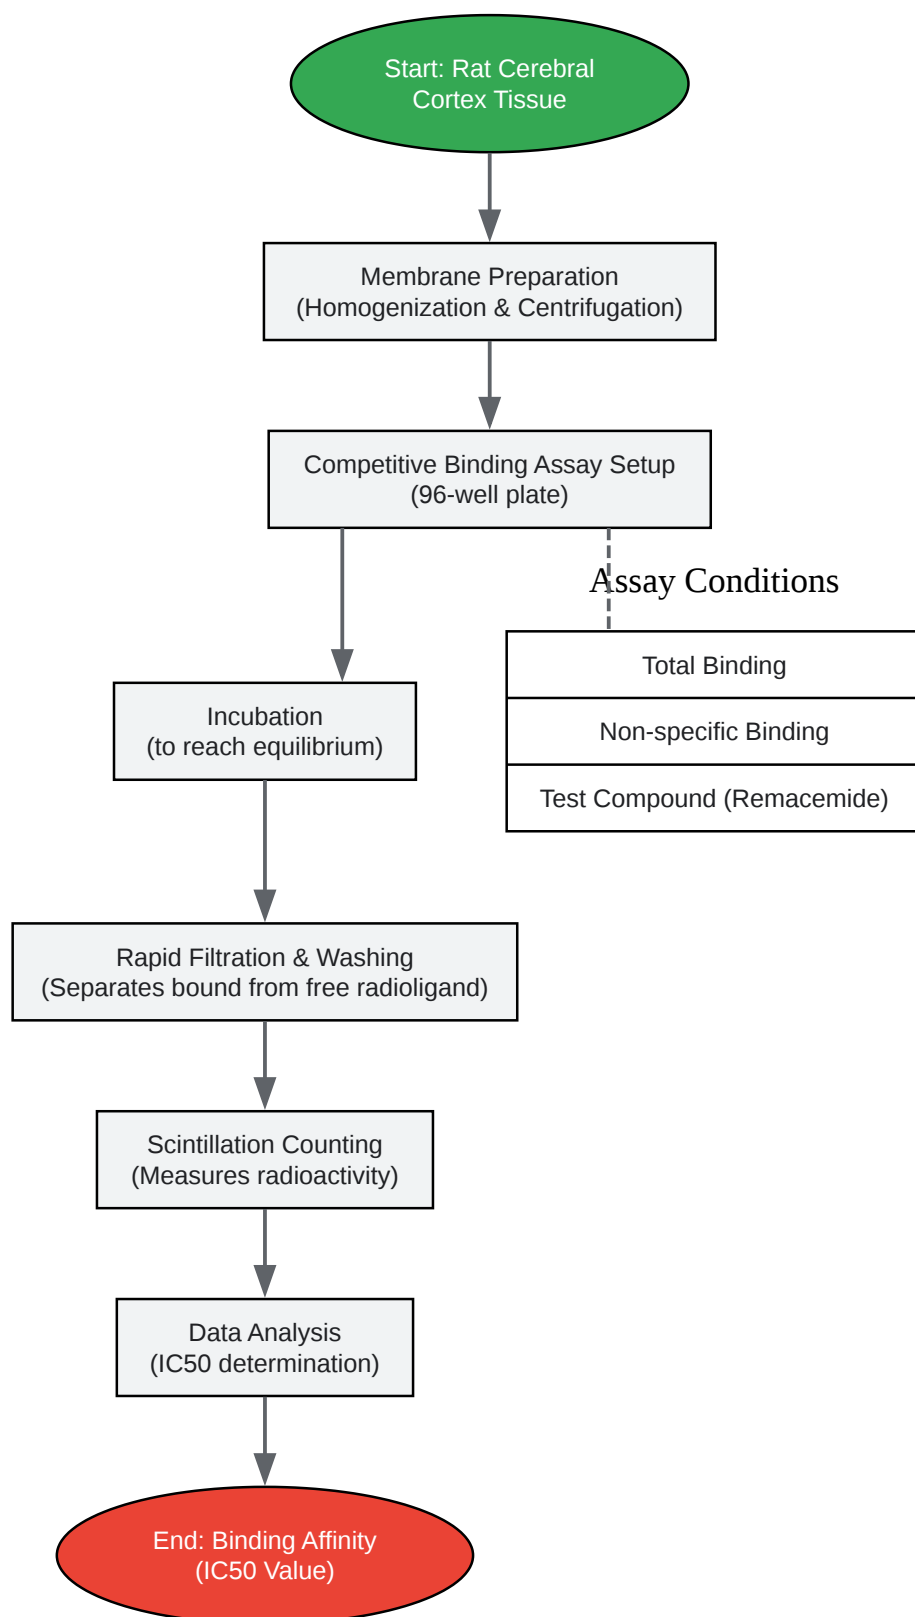 Start: Rat Cerebral
Cortex Tissue
Membrane Preparation
(Homogenization & Centrifugation)
Competitive Binding Assay Setup
(96-well plate)
Assay Conditions
Total Binding
Non-specific Binding
Test Compound (Remacemide)
Incubation
(to reach equilibrium)
Rapid Filtration & Washing
(Separates bound from free radioligand)
Scintillation Counting
(Measures radioactivity)
Data Analysis
(IC50 determination)
End: Binding Affinity
(IC50 Value)